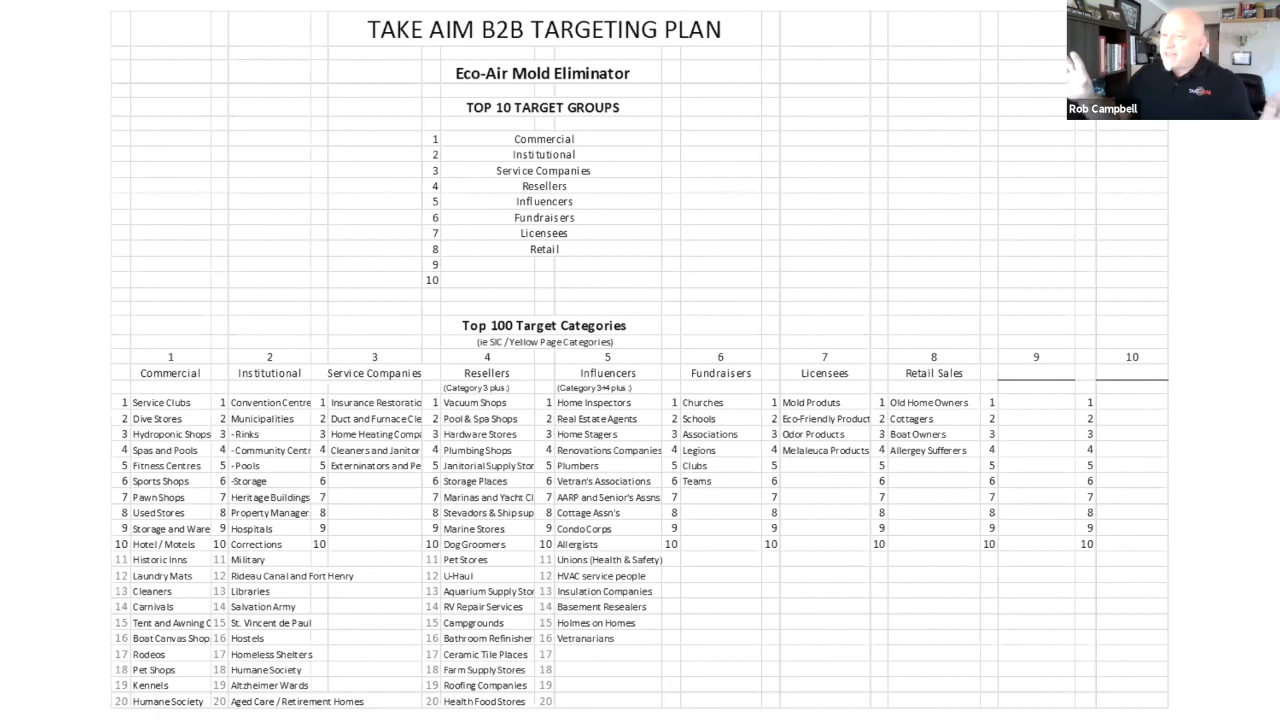 TAKE AIM B2B TARGETING PLAN
Rob Campbell
Eco-Air Mold Eliminator
TOP 10 TARGET GROUPS
1 Commercial
2 Institutional
3 Service Companies
4 Resellers
5 Influencers
6 Fundraisers
7 Licensees
8 Retail
9
10
Top 100 Target Categories
(ie SIC / Yellow Page Categories)
1 2 3 4 5 6 7 8 9 10
Commercial Institutional Service Companies Resellers Influencers Fundraisers Licensees Retail Sales
(Category 3 plus:) (Category 3+4 plus:)
1 Service Clubs 1 Convention Centre 1 Insurance Restoratio 1 Vacuum Shops 1 Home Inspectors 1 Churches 1 Mold Produts 1 Old Home Owners 1 1
2 Dive Stores 2 Municipalities 2 Duct and Furnace Cle 2 Pool & Spa Shops 2 Real Estate Agents 2 Schools 2 Eco-Friendly Product 2 Cottagers 2 2
3 Hydroponic Shops 3 -Rinks 3 Home Heating Compa 3 Hardware Stores 3 Home Stagers 3 Associations 3 Odor Products 3 Boat Owners 3 3
4 Spas and Pools 4 -Community Centr 4 Cleaners and Janitor 4 Plumbing Shops 4 Renovations Companies 4 Legions 4 Melaleuca Products 4 Allergey Sufferers 4 4
5 Fitness Centres 5 -Pools 5 Externinators and Pe 5 Janitorial Supply Stor 5 Plumbers 5 Clubs 5 5 5 5
6 Sports Shops 6 -Storage 6 6 Storage Places 6 Vetran's Associations 6 Teams 6 6 6 6
7 Pawn Shops 7 Heritage Buildings 7 7 Marinas and Yacht Cl 7 AARP and Senior's Assns 7 7 7 7 7
8 Used Stores 8 Property Manager 8 8 Stevadors & Ship sup 8 Cottage Assn's 8 8 8 8 8
9 Storage and Ware 9 Hospitals 9 9 Marine Stores 9 Condo Corps 9 9 9 9 9
10 Hotel / Motels 10 Corrections 10 10 Dog Groomers 10 Allergists 10 10 10 10 10
11 Historic Inns 11 Military 11 Pet Stores 11 Unions (Health & Safety)
12 Laundry Mats 12 Rideau Canal and Fort Henry 12 U-Haul 12 HVAC service people
13 Cleaners 13 Libraries 13 Aquarium Supply Stor 13 Insulation Companies
14 Carnivals 14 Salvation Army 14 RV Repair Services 14 Basement Resealers
15 Tent and Awning C 15 St. Vincent de Paul 15 Campgrounds 15 Holmes on Homes
16 Boat Canvas Shop 16 Hostels 16 Bathroom Refinisher 16 Vetranarians
17 Rodeos 17 Homeless Shelters 17 Ceramic Tile Places 17
18 Pet Shops 18 Humane Society 18 Farm Supply Stores 18
19 Kennels 19 Altzheimer Wards 19 Roofing Companies 19
20 Humane Society 20 Aged Care / Retirement Homes 20 Health Food Stores 20